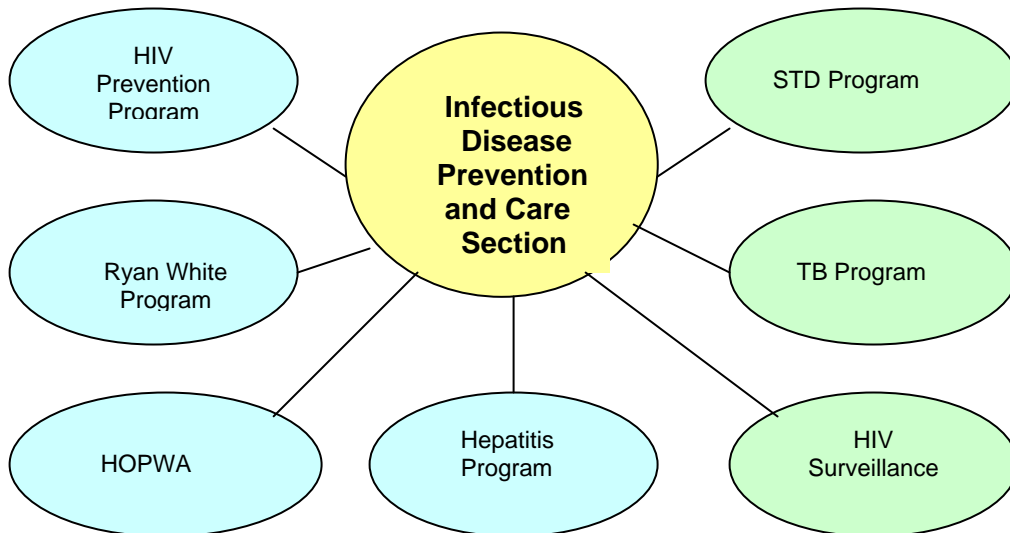 HIV
Prevention
Program
Infectious
Disease
Prevention
and Care
Section
STD Program
Ryan White
Program
TB Program
HOPWA
Hepatitis
Program
HIV
Surveillance